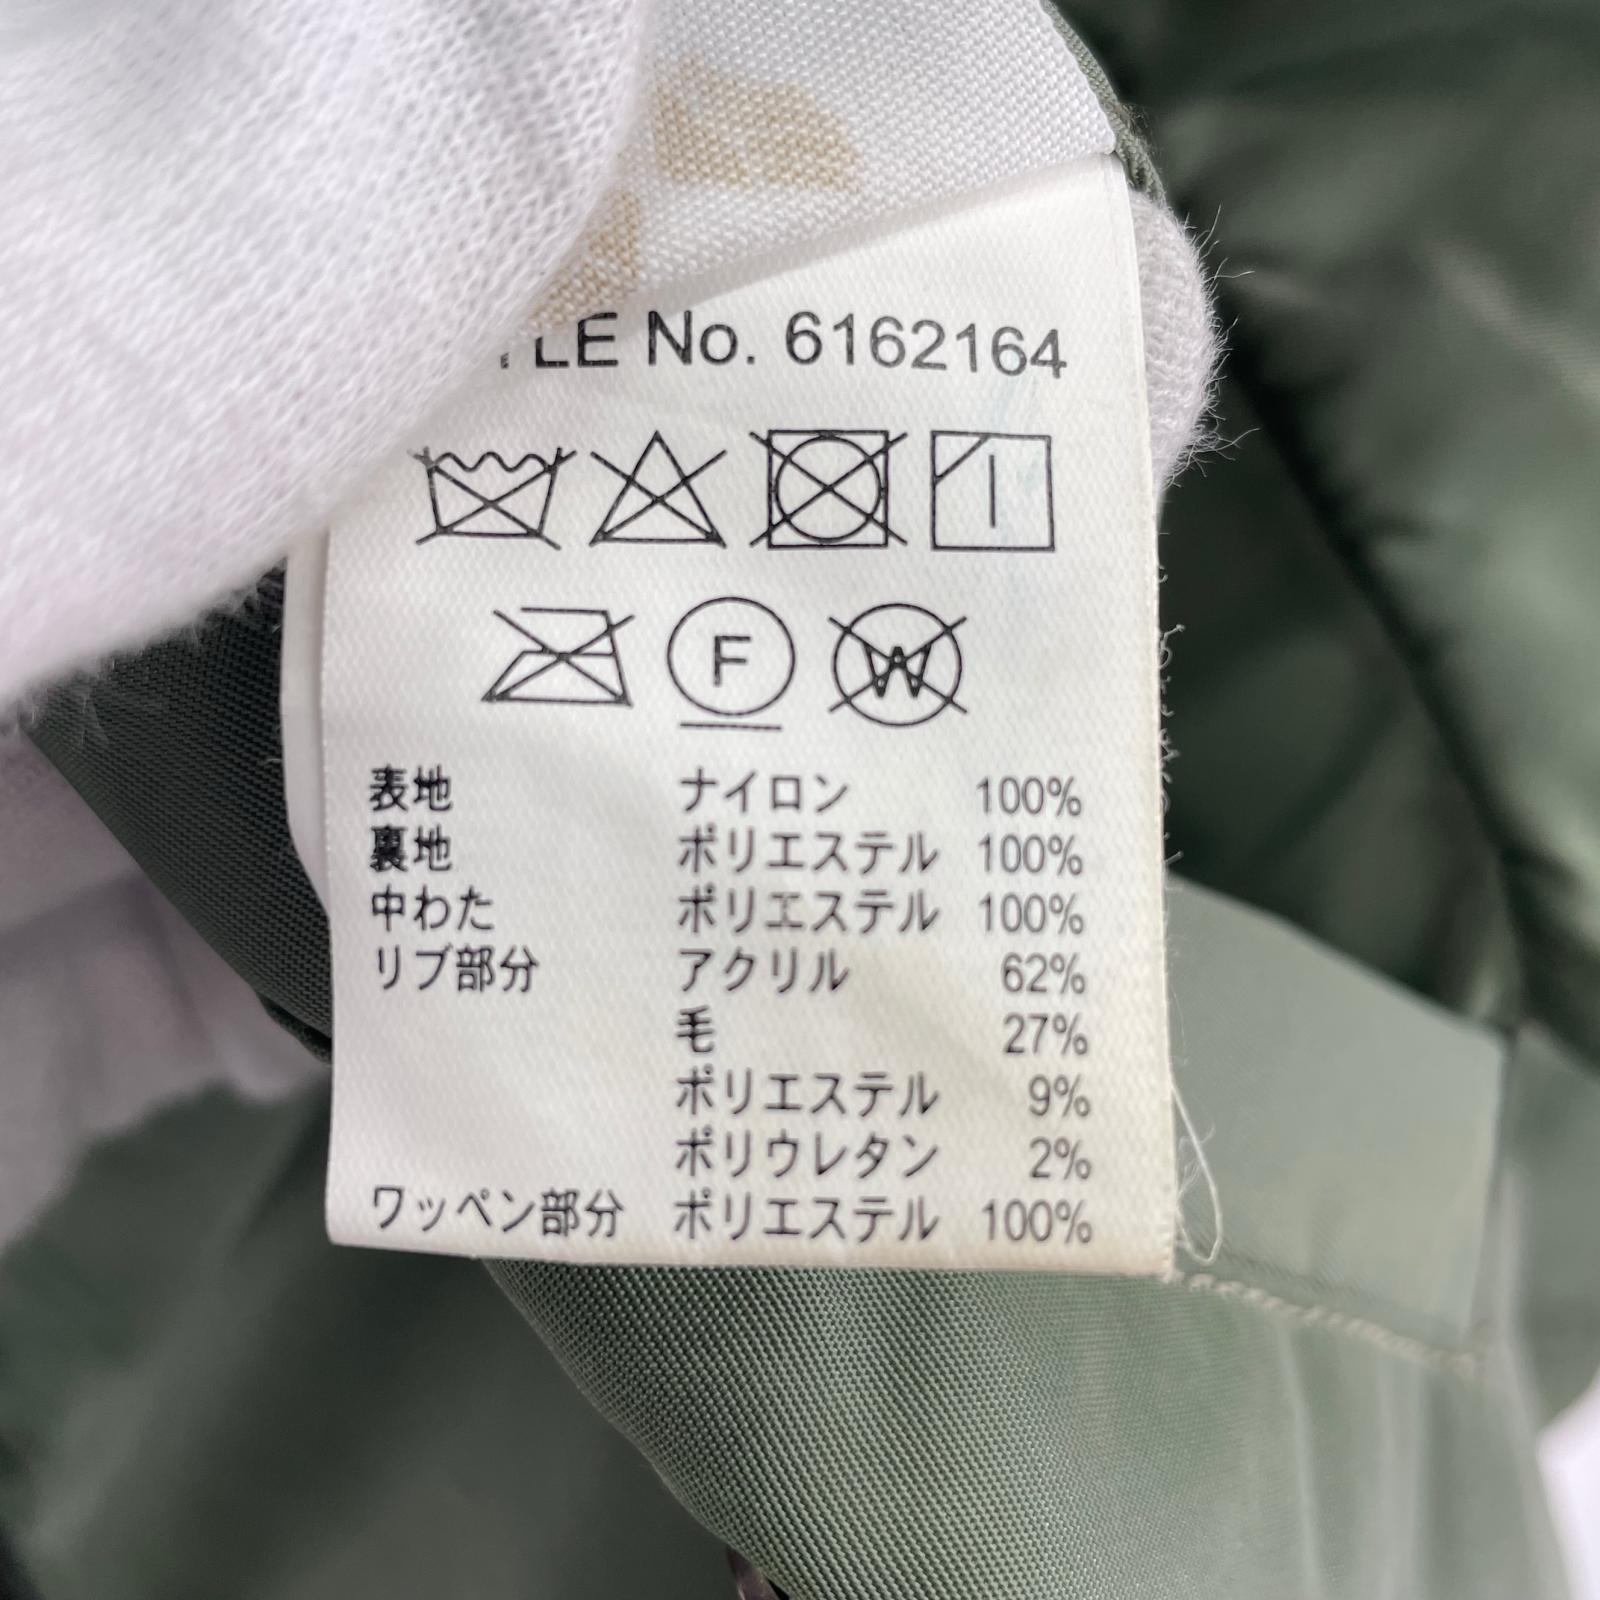 TLE No. 6162164
F W
表地 ナイロン 100%
裏地 ポリエステル 100%
中わた ポリエステル 100%
リブ部分 アクリル 62%
毛 27%
ポリエステル 9%
ポリウレタン 2%
ワッペン部分 ポリエステル 100%